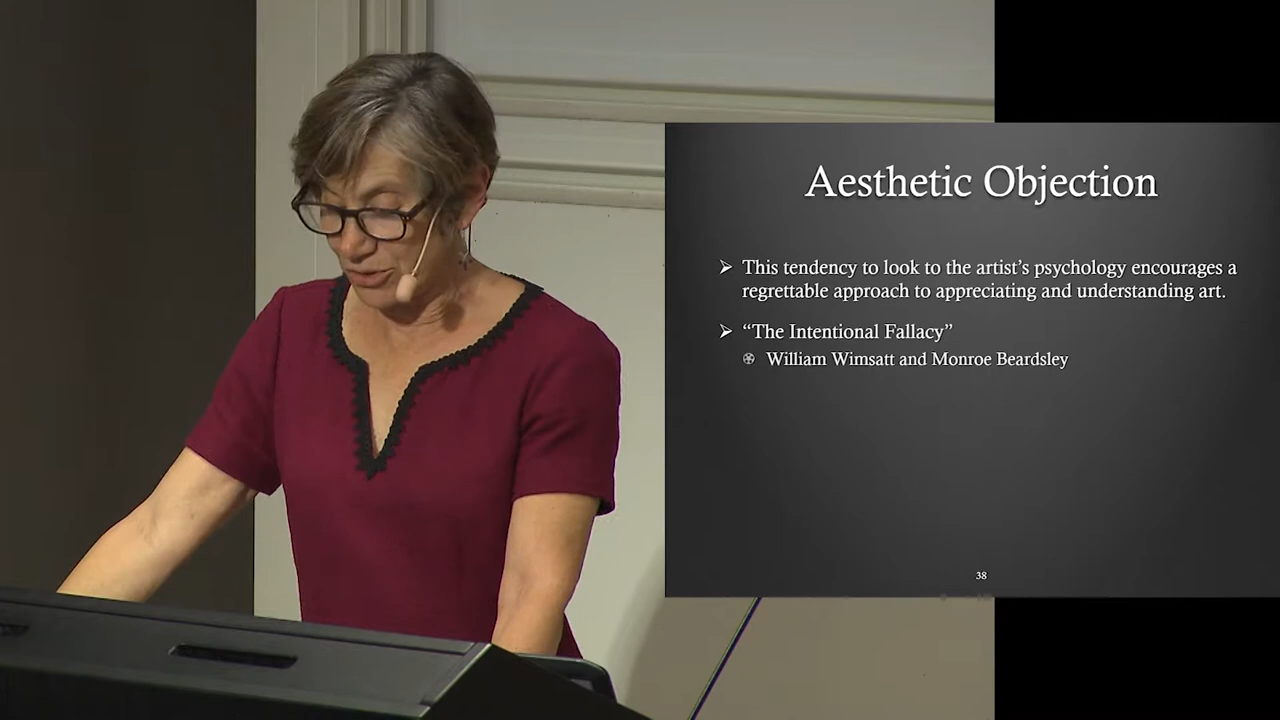 Aesthetic Objection
This tendency to look to the artist's psychology encourages a
regrettable approach to appreciating and understanding art.
“The Intentional Fallacy”
William Wimsatt and Monroe Beardsley
38